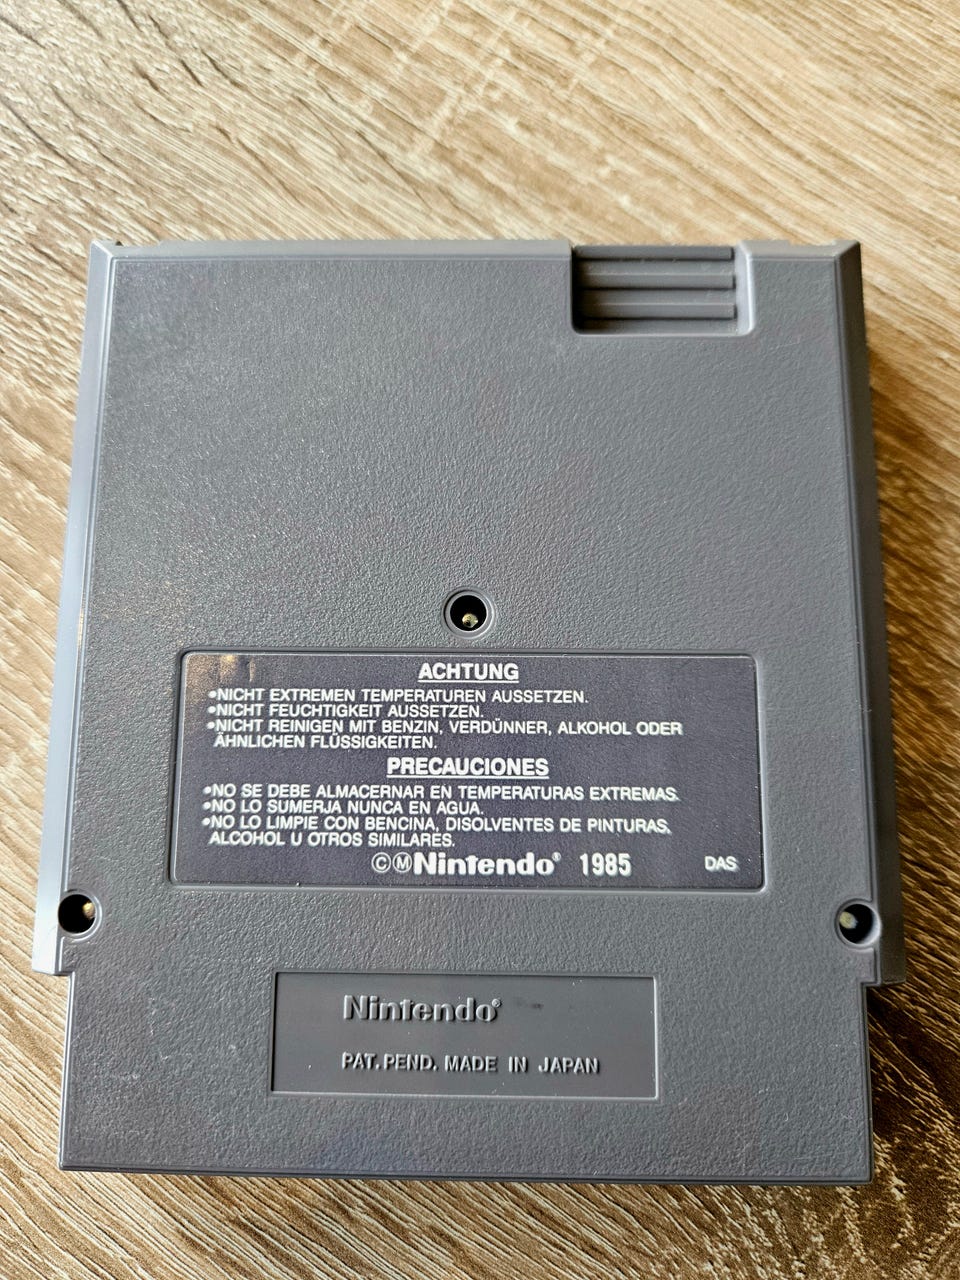 ACHTUNG
•NICHT EXTREMEN TEMPERATUREN AUSSETZEN.
•NICHT FEUCHTIGKEIT AUSSETZEN.
•NICHT REINIGEN MIT BENZIN, VERDÜNNER, ALKOHOL ODER
ÄHNLICHEN FLÜSSIGKEITEN.
PRECAUCIONES
•NO SE DEBE ALMACERNAR EN TEMPERATURAS EXTREMAS.
•NO LO SUMERJA NUNCA EN AGUA.
•NO LO LIMPIE CON BENCINA, DISOLVENTES DE PINTURAS,
ALCOHOL U OTROS SIMILARES.
©ⓂNintendo® 1985 DAS
Nintendo®
PAT. PEND. MADE IN JAPAN